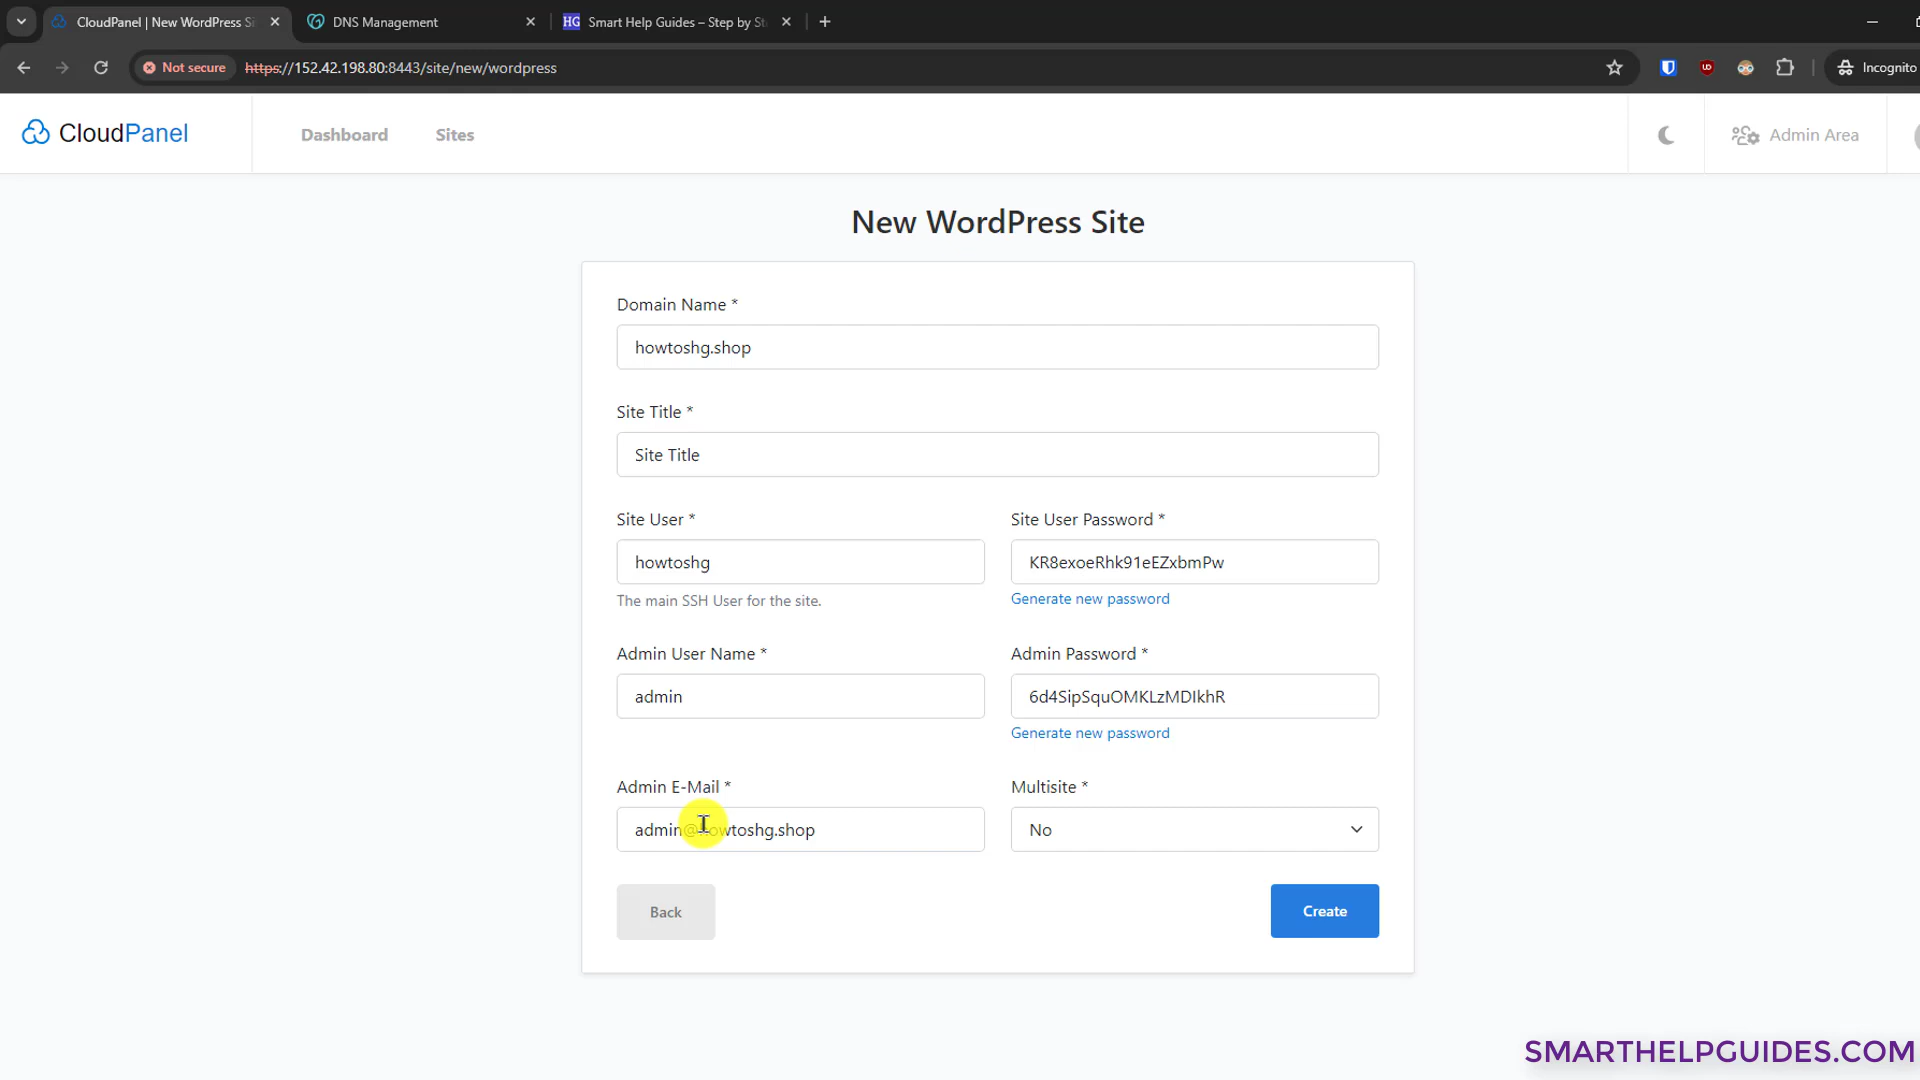 CloudPanel | New WordPress Si
DNS Management
HG Smart Help Guides – Step by St
Not secure https://152.42.198.80:8443/site/new/wordpress
Incognito
CloudPanel
Dashboard
Sites
Admin Area
New WordPress Site
Domain Name *
howtoshg.shop
Site Title *
Site Title
Site User *
Site User Password *
howtoshg
KR8exoeRhk91eEZxbmPw
The main SSH User for the site.
Generate new password
Admin User Name *
Admin Password *
admin
6d4SipSquOMKLzMDIkhR
Generate new password
Admin E-Mail *
Multisite *
admin@howtoshg.shop
No
Back
Create
SMARTHELPGUIDES.COM